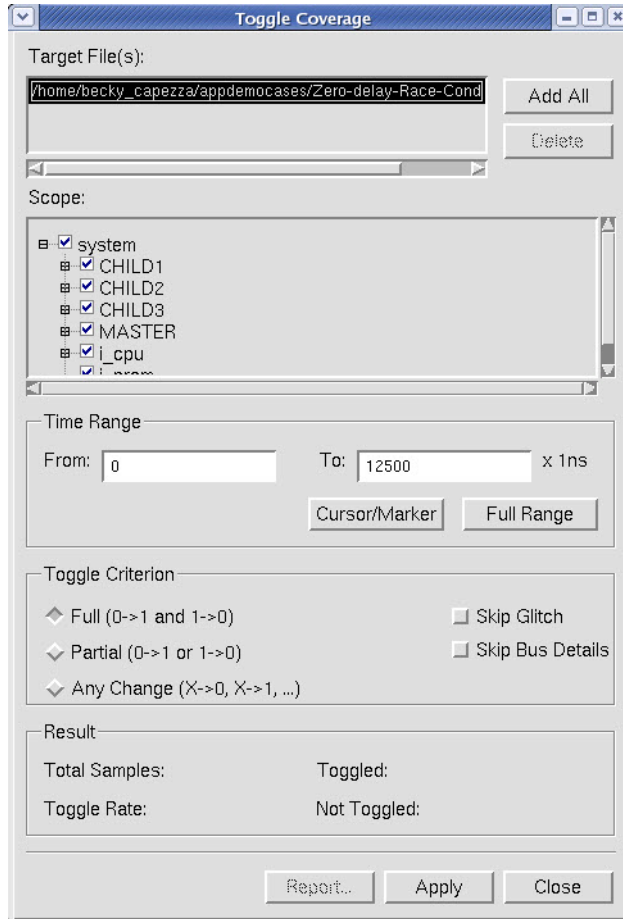 Toggle Coverage
Target File(s):
/home/becky_capezza/appdemocases/Zero-delay-Race-Cond
Add All
Delete
Scope:
system
CHILD1
CHILD2
CHILD3
MASTER
i_cpu
Time Range
From: 0 To: 12500 x 1ns
Cursor/Marker Full Range
Toggle Criterion
Full (0->1 and 1->0) Skip Glitch
Partial (0->1 or 1->0) Skip Bus Details
Any Change (X->0, X->1, ...)
Result
Total Samples: Toggled:
Toggle Rate: Not Toggled:
Report... Apply Close